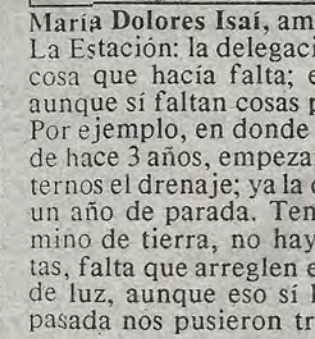 María Dolores Isaí, am
La Estación: la delegaci
cosa que hacía falta; e
aunque sí faltan cosas p
Por ejemplo, en donde
de hace 3 años, empeza
ternos el drenaje; ya la
un año de parada. Ten
mino de tierra, no hay
tas, falta que arreglen e
de luz, aunque eso sí
pasada nos pusieron tr